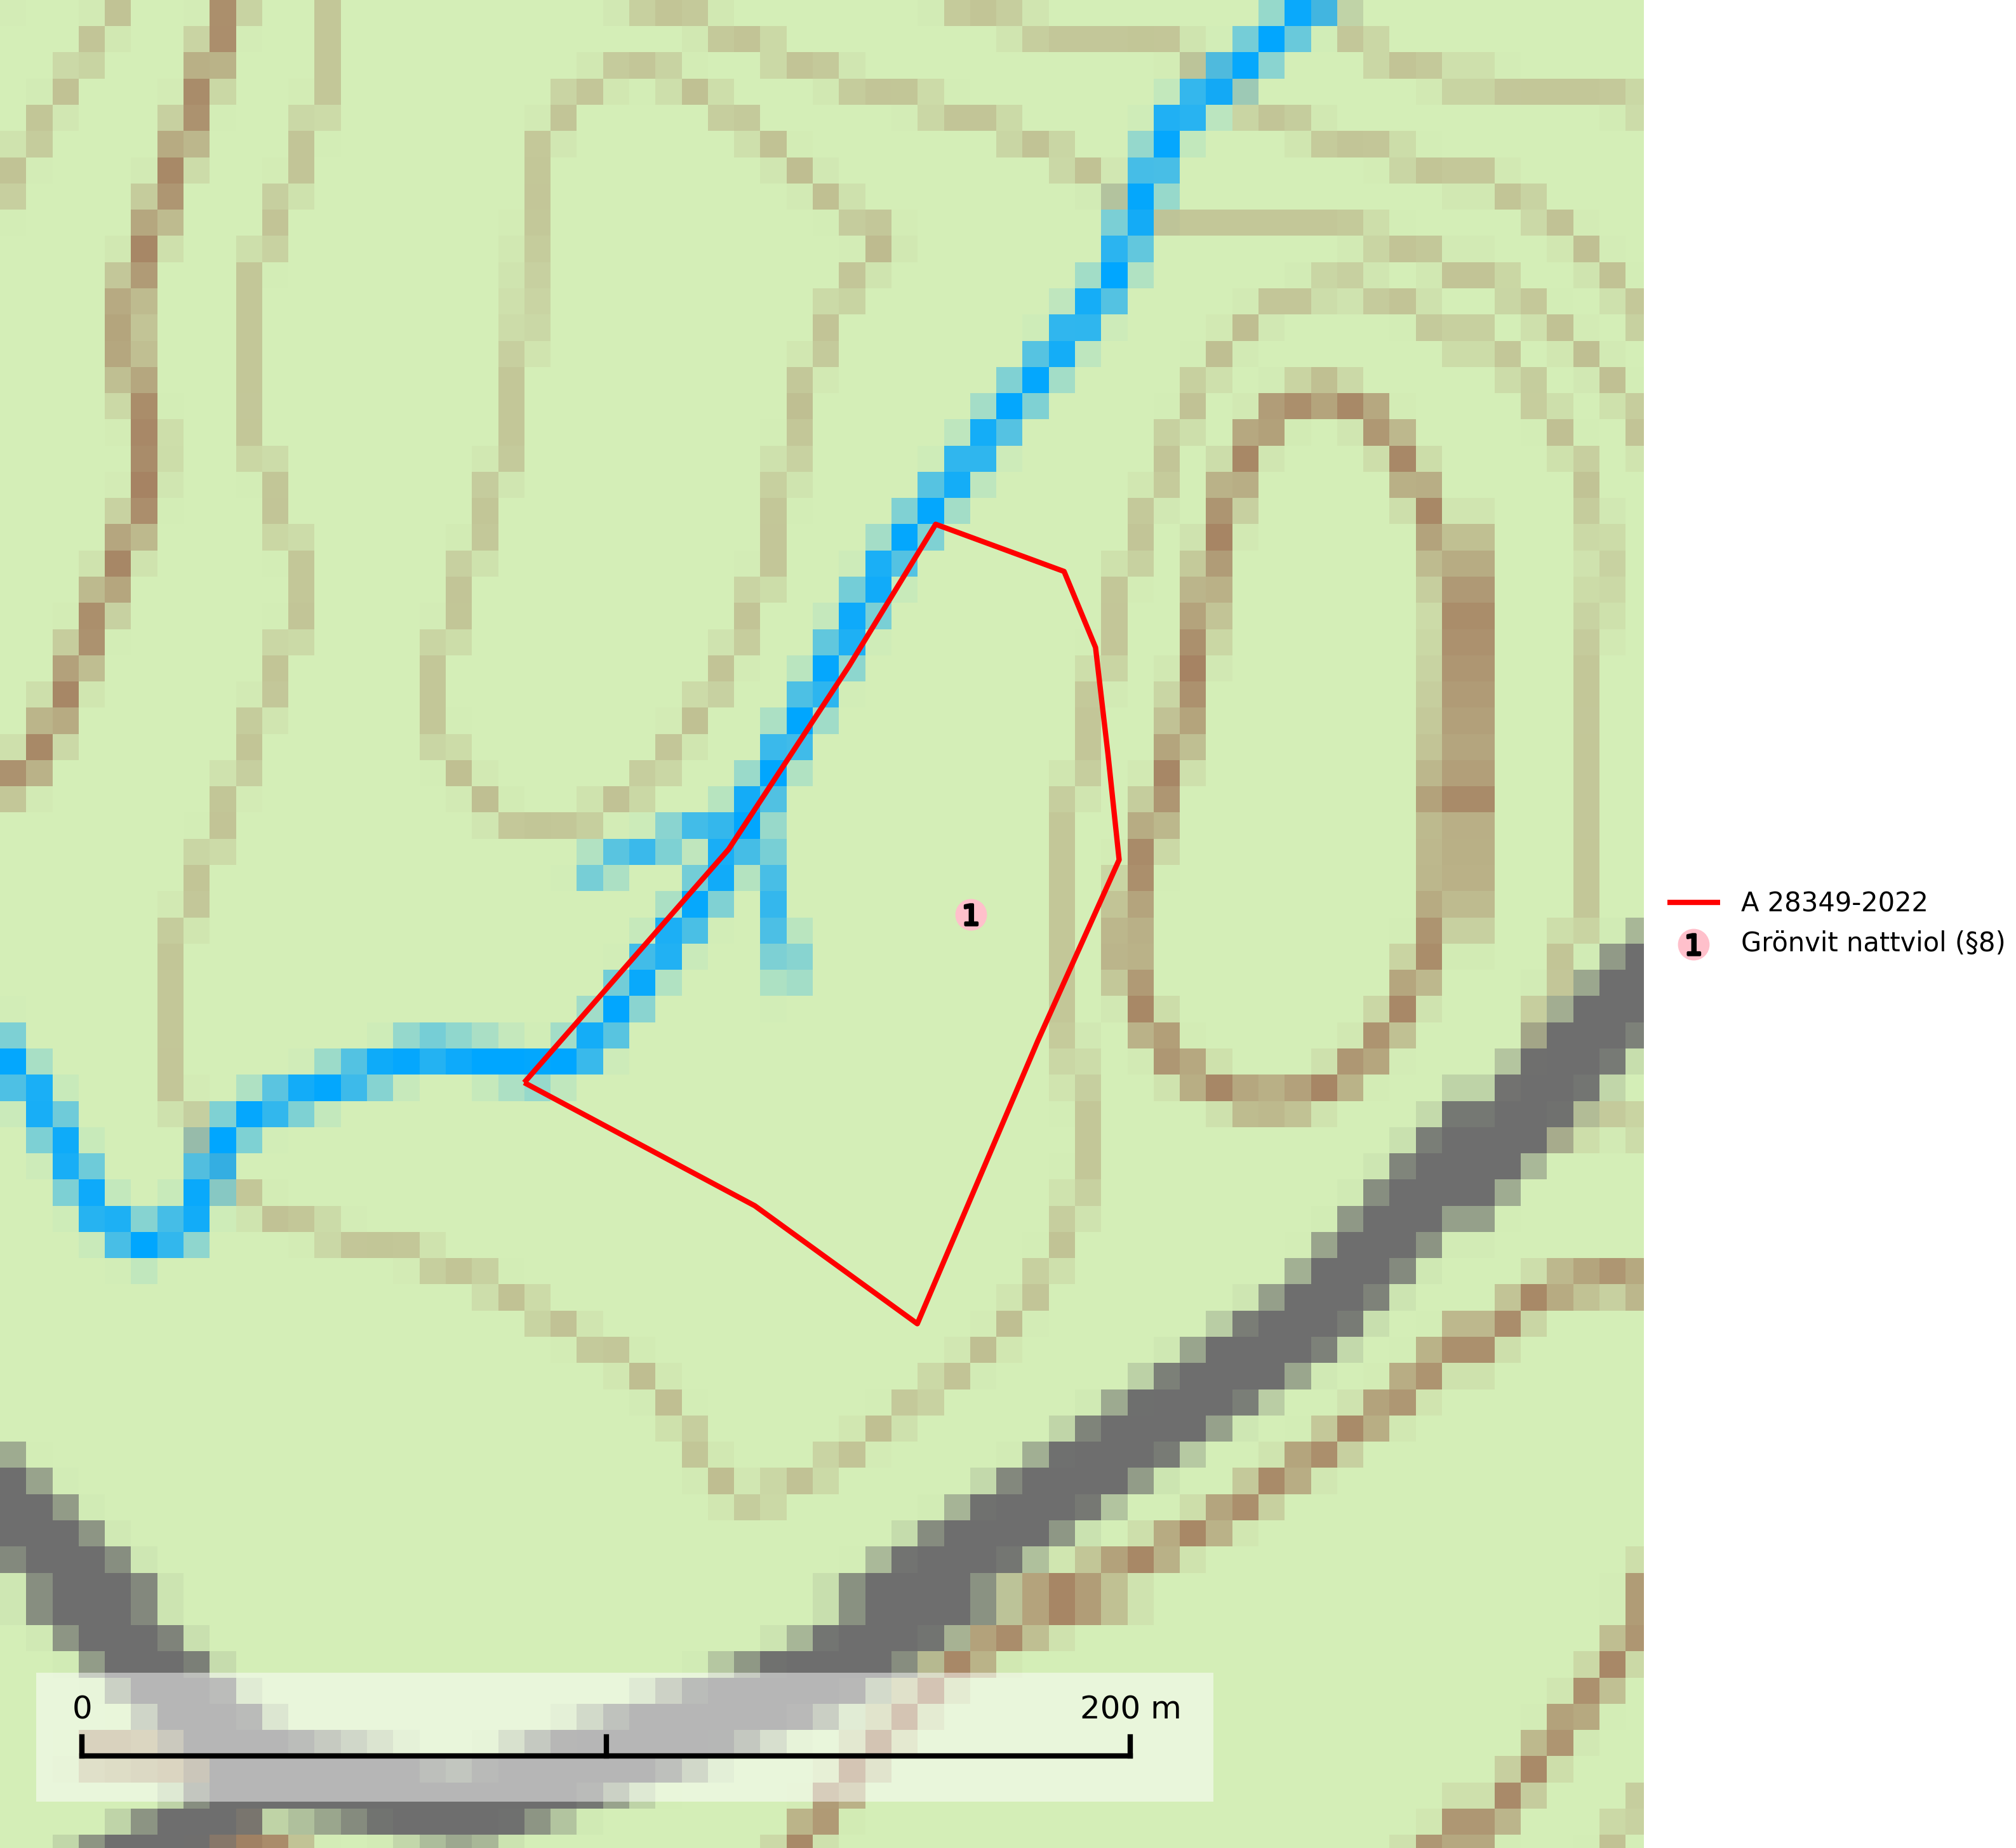 1
A 28349-2022
1 Grönvit nattviol (§8)
0 200 m